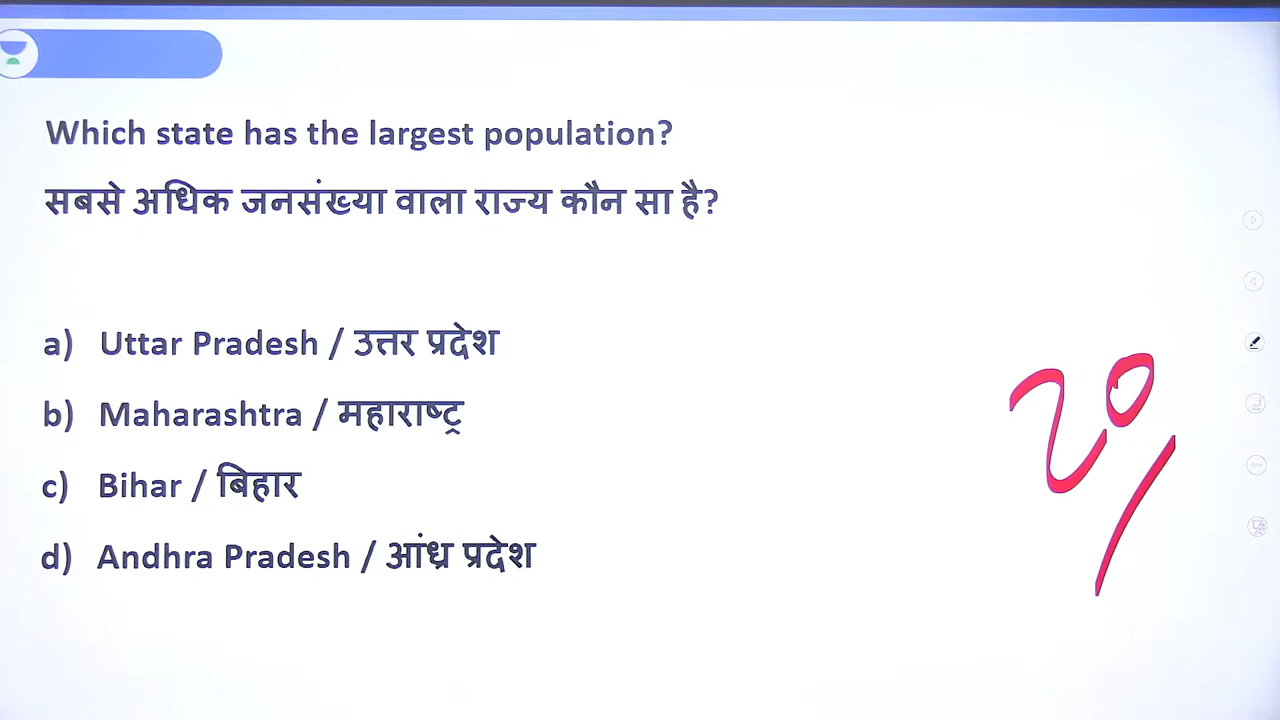 Which state has the largest population?
सबसे अधिक जनसंख्या वाला राज्य कौन सा है?
a) Uttar Pradesh / उत्तर प्रदेश
b) Maharashtra / महाराष्ट्र
c) Bihar / बिहार
d) Andhra Pradesh / आंध्र प्रदेश